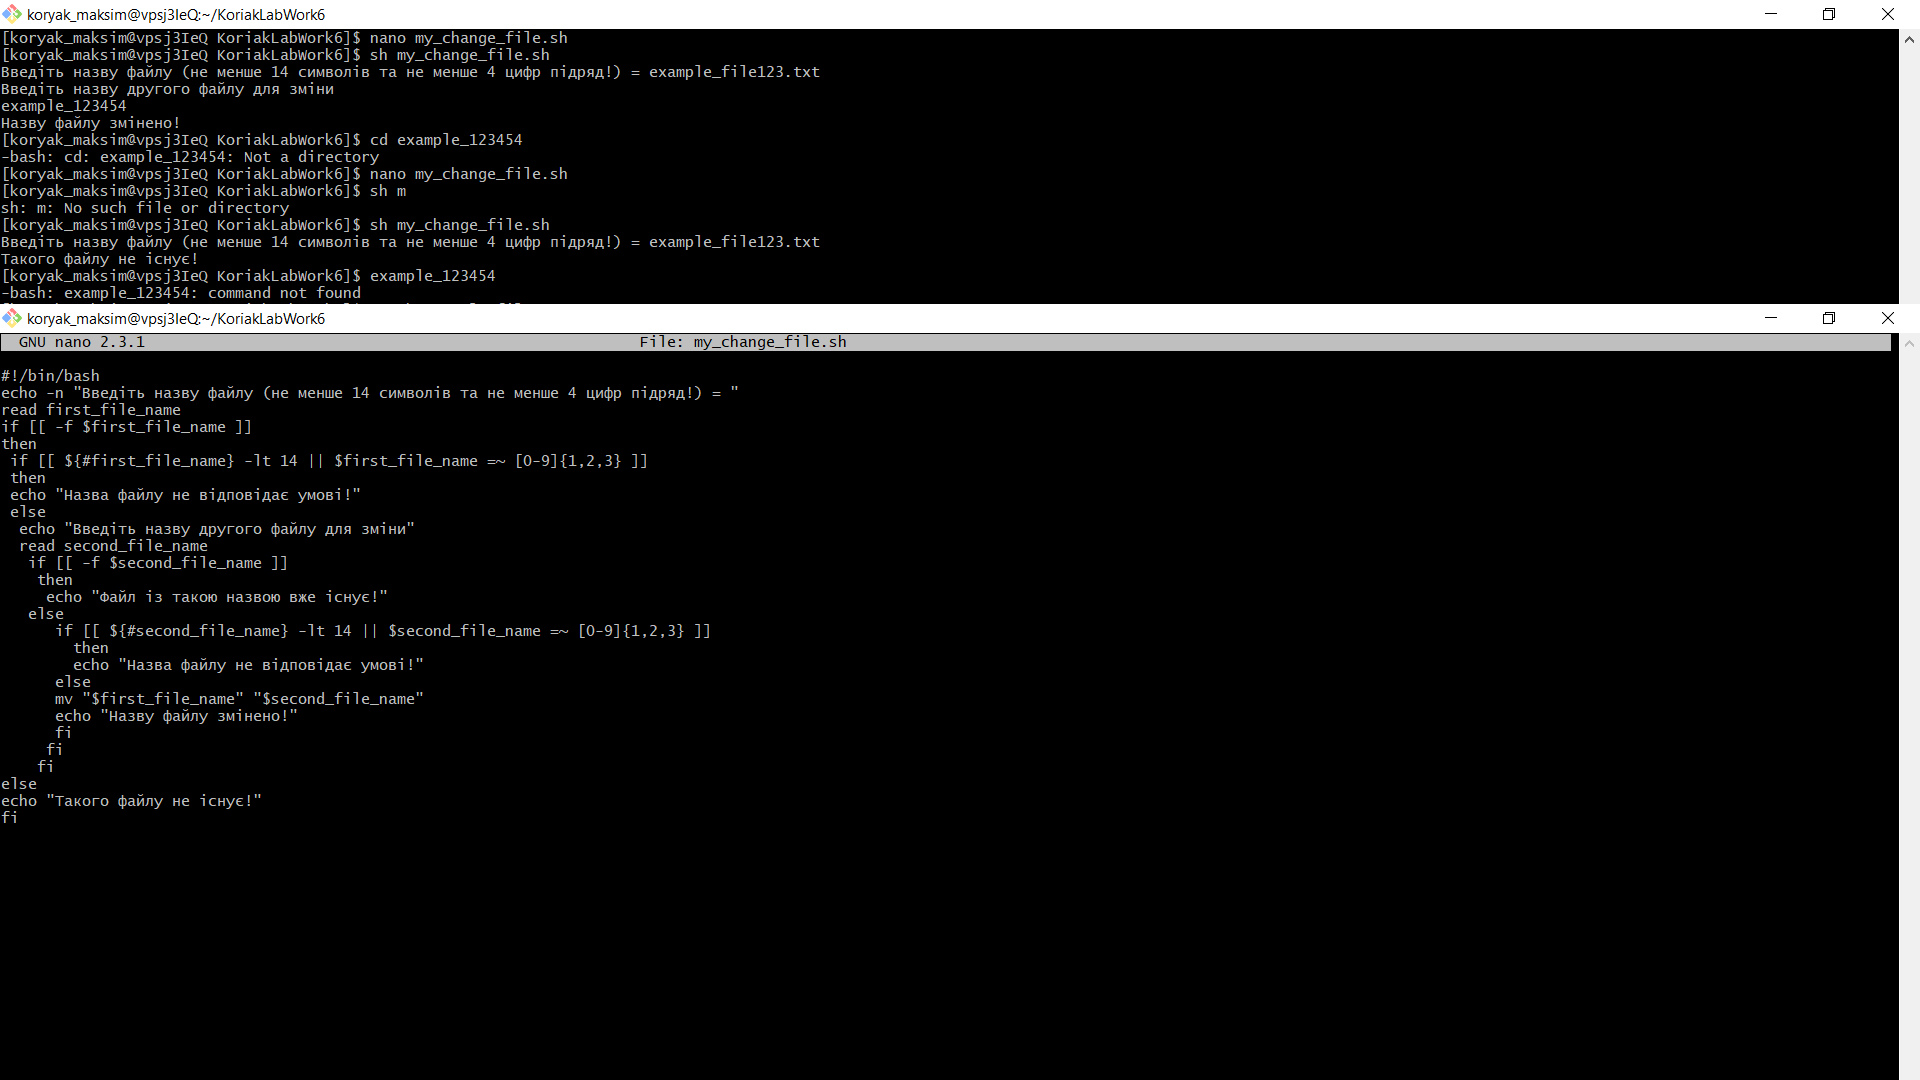 koryak_maksim@vpsj3IeQ:~/KoriakLabWork6
[koryak_maksim@vpsj3IeQ KoriakLabWork6]$ nano my_change_file.sh
[koryak_maksim@vpsj3IeQ KoriakLabWork6]$ sh my_change_file.sh
Введіть назву файлу (не менше 14 символів та не менше 4 цифр підряд!) = example_file123.txt
Введіть назву другого файлу для зміни
example_123454
Назву файлу змінено!
[koryak_maksim@vpsj3IeQ KoriakLabWork6]$ cd example_123454
-bash: cd: example_123454: Not a directory
[koryak_maksim@vpsj3IeQ KoriakLabWork6]$ nano my_change_file.sh
[koryak_maksim@vpsj3IeQ KoriakLabWork6]$ sh m
sh: m: No such file or directory
[koryak_maksim@vpsj3IeQ KoriakLabWork6]$ sh my_change_file.sh
Введіть назву файлу (не менше 14 символів та не менше 4 цифр підряд!) = example_file123.txt
Такого файлу не існує!
[koryak_maksim@vpsj3IeQ KoriakLabWork6]$ example_123454
-bash: example_123454: command not found
koryak_maksim@vpsj3IeQ:~/KoriakLabWork6
GNU nano 2.3.1 File: my_change_file.sh
#!/bin/bash
echo -n "Введіть назву файлу (не менше 14 символів та не менше 4 цифр підряд!) = "
read first_file_name
if [[ -f $first_file_name ]]
then
 if [[ ${#first_file_name} -lt 14 || $first_file_name =~ [0-9]{1,2,3} ]]
 then
 echo "Назва файлу не відповідає умові!"
 else
  echo "Введіть назву другого файлу для зміни"
  read second_file_name
   if [[ -f $second_file_name ]]
    then
     echo "Файл із такою назвою вже існує!"
   else
      if [[ ${#second_file_name} -lt 14 || $second_file_name =~ [0-9]{1,2,3} ]]
        then
        echo "Назва файлу не відповідає умові!"
      else
      mv "$first_file_name" "$second_file_name"
      echo "Назву файлу змінено!"
      fi
     fi
    fi
else
echo "Такого файлу не існує!"
fi